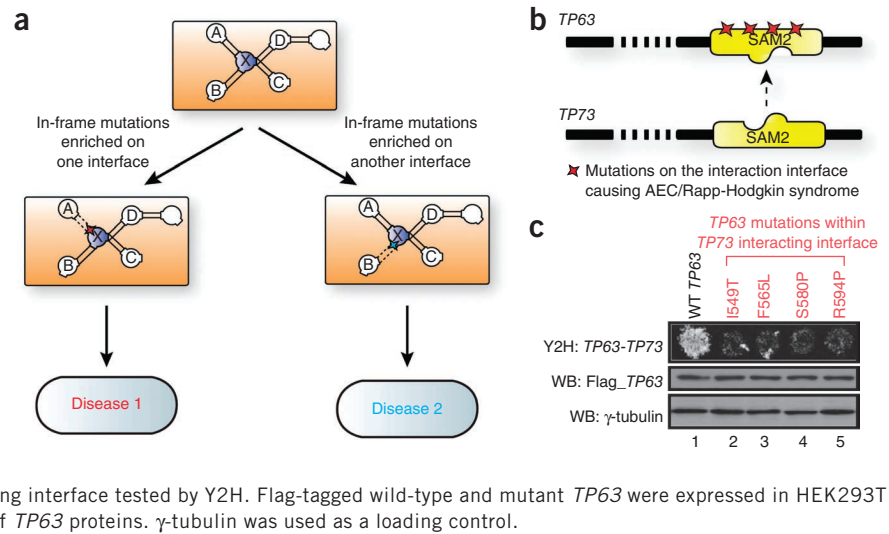 a
A
D
X
B
C
In-frame mutations
enriched on
one interface
In-frame mutations
enriched on
another interface
A
D
X
B
C
A
D
X
B
C
Disease 1
Disease 2
b
TP63
SAM2
TP73
SAM2
Mutations on the interaction interface
causing AEC/Rapp-Hodgkin syndrome
c
TP63 mutations within
TP73 interacting interface
WT TP63
I549T
F565L
S580P
R594P
Y2H: TP63-TP73
WB: Flag_TP63
WB: γ-tubulin
1 2 3 4 5
ng interface tested by Y2H. Flag-tagged wild-type and mutant TP63 were expressed in HEK293T
f TP63 proteins. γ-tubulin was used as a loading control.